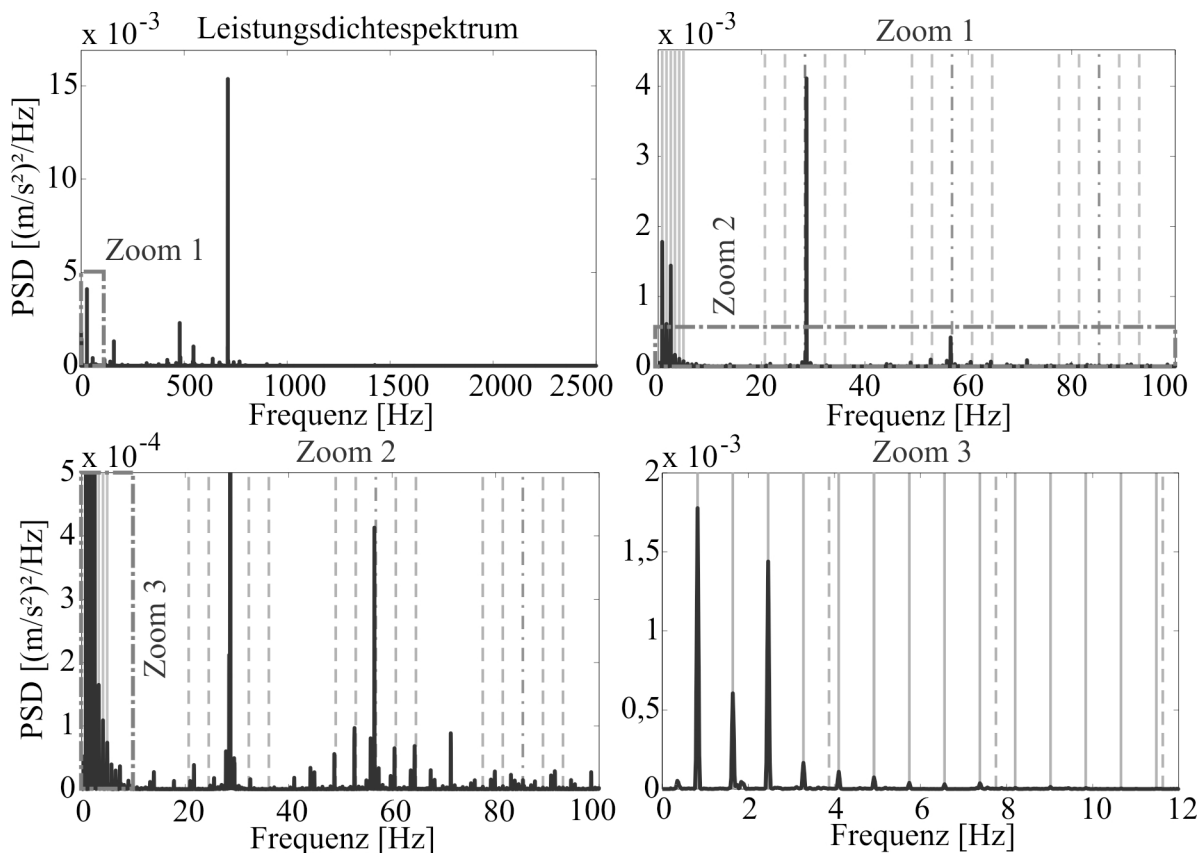 x 10⁻³ Leistungsdichtespektrum
PSD [(m/s²)²/Hz]
15
10
5
0
Zoom 1
0 500 1000 1500 2000 2500
Frequenz [Hz]
x 10⁻³ Zoom 1
4
3
2
1
0
Zoom 2
0 20 40 60 80 100
Frequenz [Hz]
x 10⁻⁴ Zoom 2
PSD [(m/s²)²/Hz]
5
4
3
2
1
0
Zoom 3
0 20 40 60 80 100
Frequenz [Hz]
x 10⁻³ Zoom 3
2
1,5
1
0,5
0
0 2 4 6 8 10 12
Frequenz [Hz]